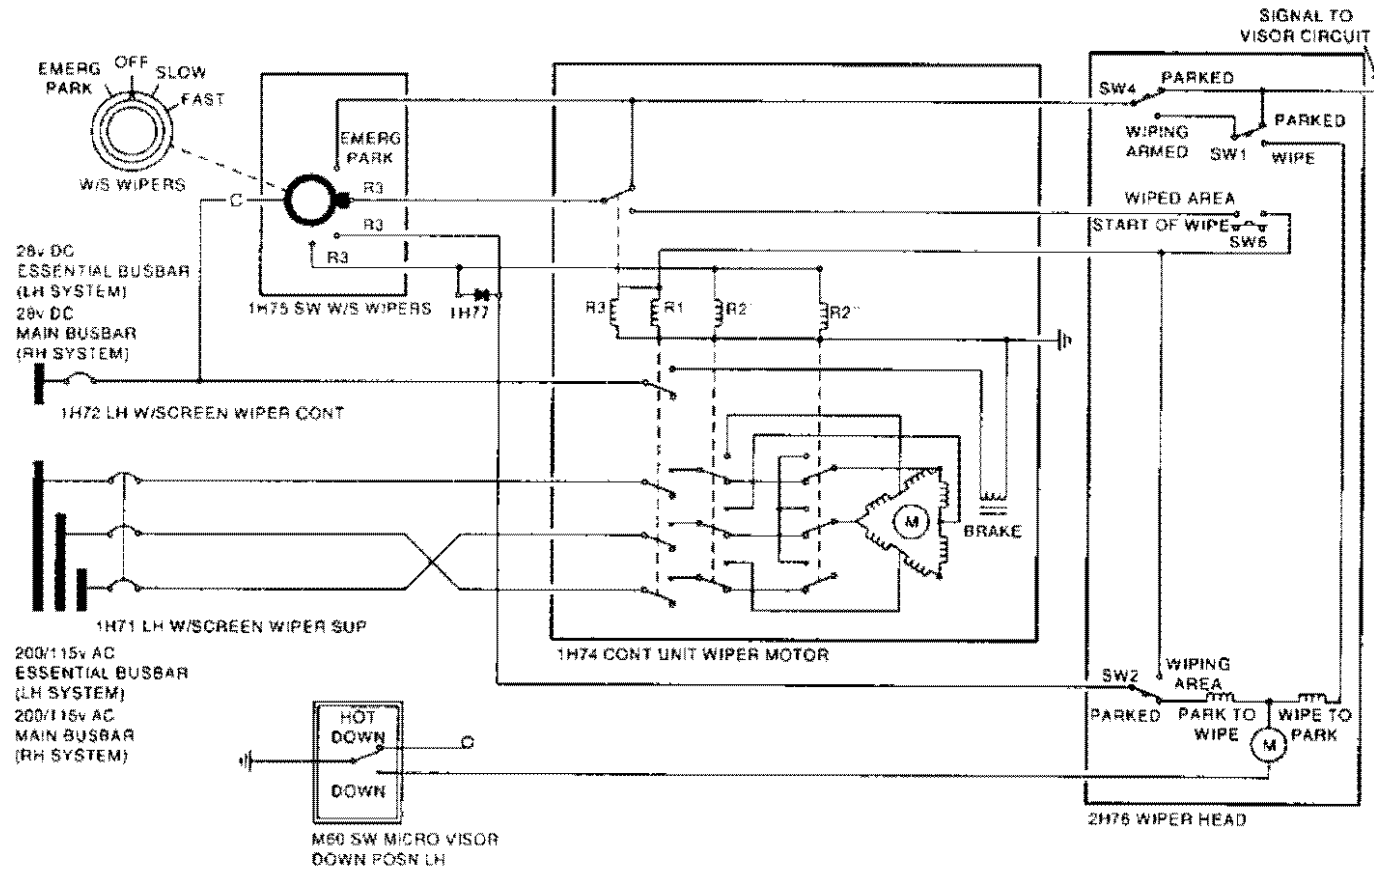 SIGNAL TO
VISOR CIRCUIT
EMERG
PARK
OFF
SLOW
FAST
W/S WIPERS
EMERG
PARK
R3
R3
R3
C
1H75 SW W/S WIPERS
1H77
SW4
PARKED
WIPING
ARMED
SW1
PARKED
WIPE
WIPED AREA
START OF WIPE
SW6
28v DC
ESSENTIAL BUSBAR
(LH SYSTEM)
28v DC
MAIN BUSBAR
(RH SYSTEM)
R3
R1
R2
R2
1H72 LH W/SCREEN WIPER CONT
M
BRAKE
1H71 LH W/SCREEN WIPER SUP
1H74 CONT UNIT WIPER MOTOR
200/115v AC
ESSENTIAL BUSBAR
(LH SYSTEM)
200/115v AC
MAIN BUSBAR
(RH SYSTEM)
SW2
WIPING
AREA
PARKED
PARK TO
WIPE
WIPE TO
PARK
M
HOT
DOWN
DOWN
M60 SW MICRO VISOR
DOWN POSN LH
2H76 WIPER HEAD